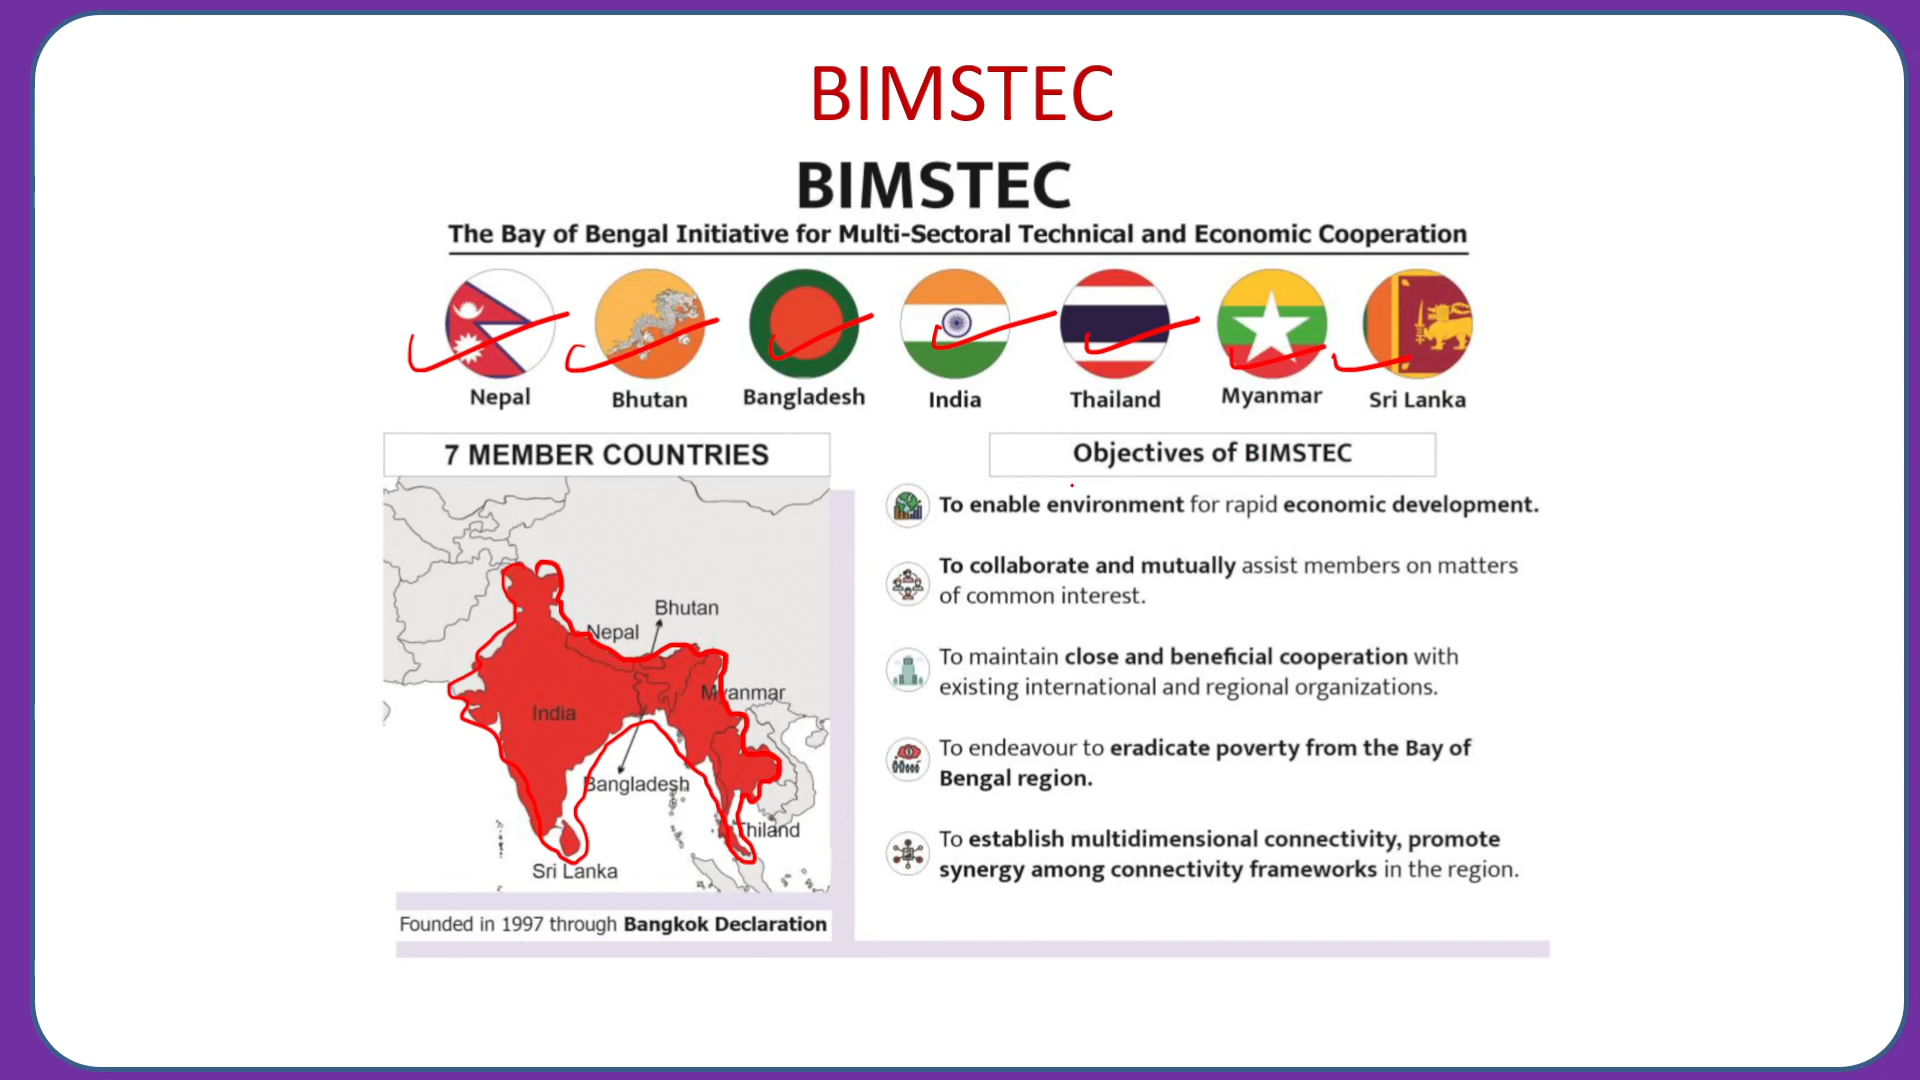 BIMSTEC
BIMSTEC
The Bay of Bengal Initiative for Multi-Sectoral Technical and Economic Cooperation
Nepal
Bhutan
Bangladesh
India
Thailand
Myanmar
Sri Lanka
7 MEMBER COUNTRIES
Bhutan
Nepal
Myanmar
India
Bangladesh
Thiland
Sri Lanka
Founded in 1997 through Bangkok Declaration
Objectives of BIMSTEC
To enable environment for rapid economic development.
To collaborate and mutually assist members on matters
of common interest.
To maintain close and beneficial cooperation with
existing international and regional organizations.
To endeavour to eradicate poverty from the Bay of
Bengal region.
To establish multidimensional connectivity, promote
synergy among connectivity frameworks in the region.